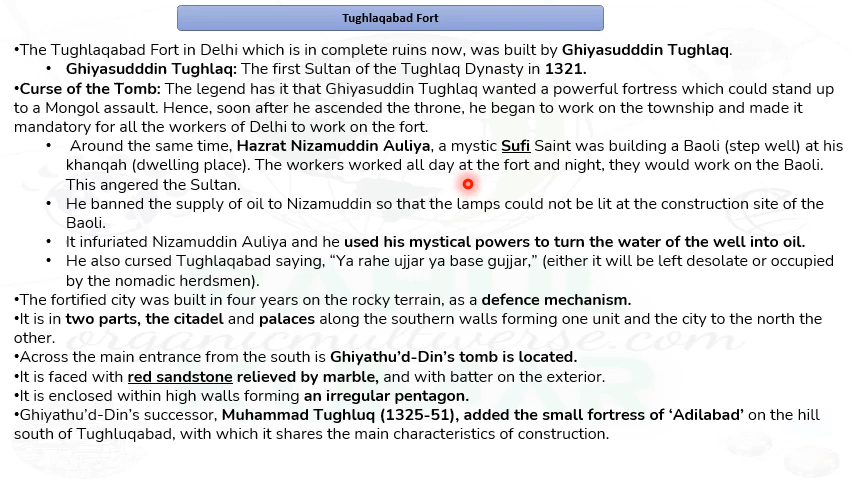 Tughlaqabad Fort
•The Tughlaqabad Fort in Delhi which is in complete ruins now, was built by Ghiyasudddin Tughlaq.
• Ghiyasudddin Tughlaq: The first Sultan of the Tughlaq Dynasty in 1321.
•Curse of the Tomb: The legend has it that Ghiyasuddin Tughlaq wanted a powerful fortress which could stand up
to a Mongol assault. Hence, soon after he ascended the throne, he began to work on the township and made it
mandatory for all the workers of Delhi to work on the fort.
• Around the same time, Hazrat Nizamuddin Auliya, a mystic Sufi Saint was building a Baoli (step well) at his
khanqah (dwelling place). The workers worked all day at the fort and night, they would work on the Baoli.
This angered the Sultan.
• He banned the supply of oil to Nizamuddin so that the lamps could not be lit at the construction site of the
Baoli.
• It infuriated Nizamuddin Auliya and he used his mystical powers to turn the water of the well into oil.
• He also cursed Tughlaqabad saying, “Ya rahe ujjar ya base gujjar,” (either it will be left desolate or occupied
by the nomadic herdsmen).
•The fortified city was built in four years on the rocky terrain, as a defence mechanism.
•It is in two parts, the citadel and palaces along the southern walls forming one unit and the city to the north the
other.
•Across the main entrance from the south is Ghiyathu’d-Din’s tomb is located.
•It is faced with red sandstone relieved by marble, and with batter on the exterior.
•It is enclosed within high walls forming an irregular pentagon.
•Ghiyathu’d-Din’s successor, Muhammad Tughluq (1325-51), added the small fortress of ‘Adilabad’ on the hill
south of Tughluqabad, with which it shares the main characteristics of construction.